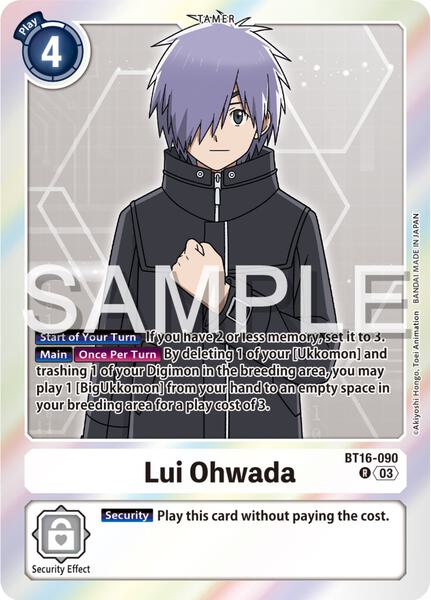 TAMER
Play
4
SAMPLE
Start of Your Turn If you have 2 or less memory, set it to 3.
Main Once Per Turn By deleting 1 of your [Ukkomon] and
trashing 1 of your Digimon in the breeding area, you may
play 1 [BigUkkomon] from your hand to an empty space in
your breeding area for a play cost of 3.
©Akiyoshi Hongo, Toei Animation BANDAI MADE IN JAPAN
BT16-090
Lui Ohwada
R 03
Security Play this card without paying the cost.
Security Effect